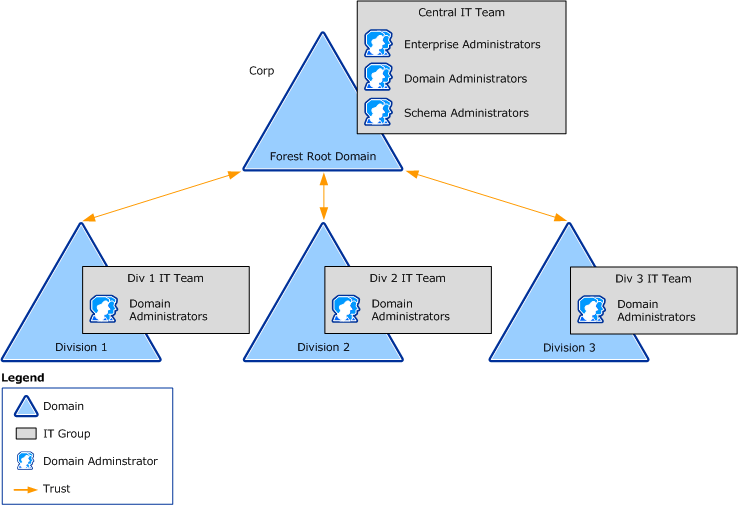 Central IT Team
Corp
Enterprise Administrators
Domain Administrators
Schema Administrators
Forest Root Domain
Div 1 IT Team
Domain
Administrators
Division 1
Div 2 IT Team
Domain
Administrators
Division 2
Div 3 IT Team
Domain
Administrators
Division 3
Legend
Domain
IT Group
Domain Adminstrator
Trust